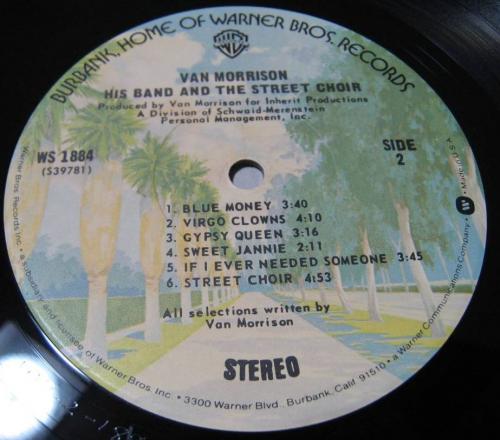 BURBANK, HOME OF WARNER BROS. RECORDS
VAN MORRISON
HIS BAND AND THE STREET CHOIR
Produced by Van Morrison for Inherit Productions
A Division of Schwaid-Merenstein
Personal Management, Inc.
WS 1884
(S39781)
SIDE
2
1. BLUE MONEY 3:40
2. VIRGO CLOWNS 4:10
3. GYPSY QUEEN 3:16
4. SWEET JANNIE 2:11
5. IF I EVER NEEDED SOMEONE 3:45
6. STREET CHOIR 4:53
All selections written by
Van Morrison
STEREO
Warner Bros. Records Inc. • a subsidiary and licensee of Warner Bros. Inc. • 3300 Warner Blvd., Burbank, Calif. 91510 • a Warner Communications Company • Made in U.S.A.